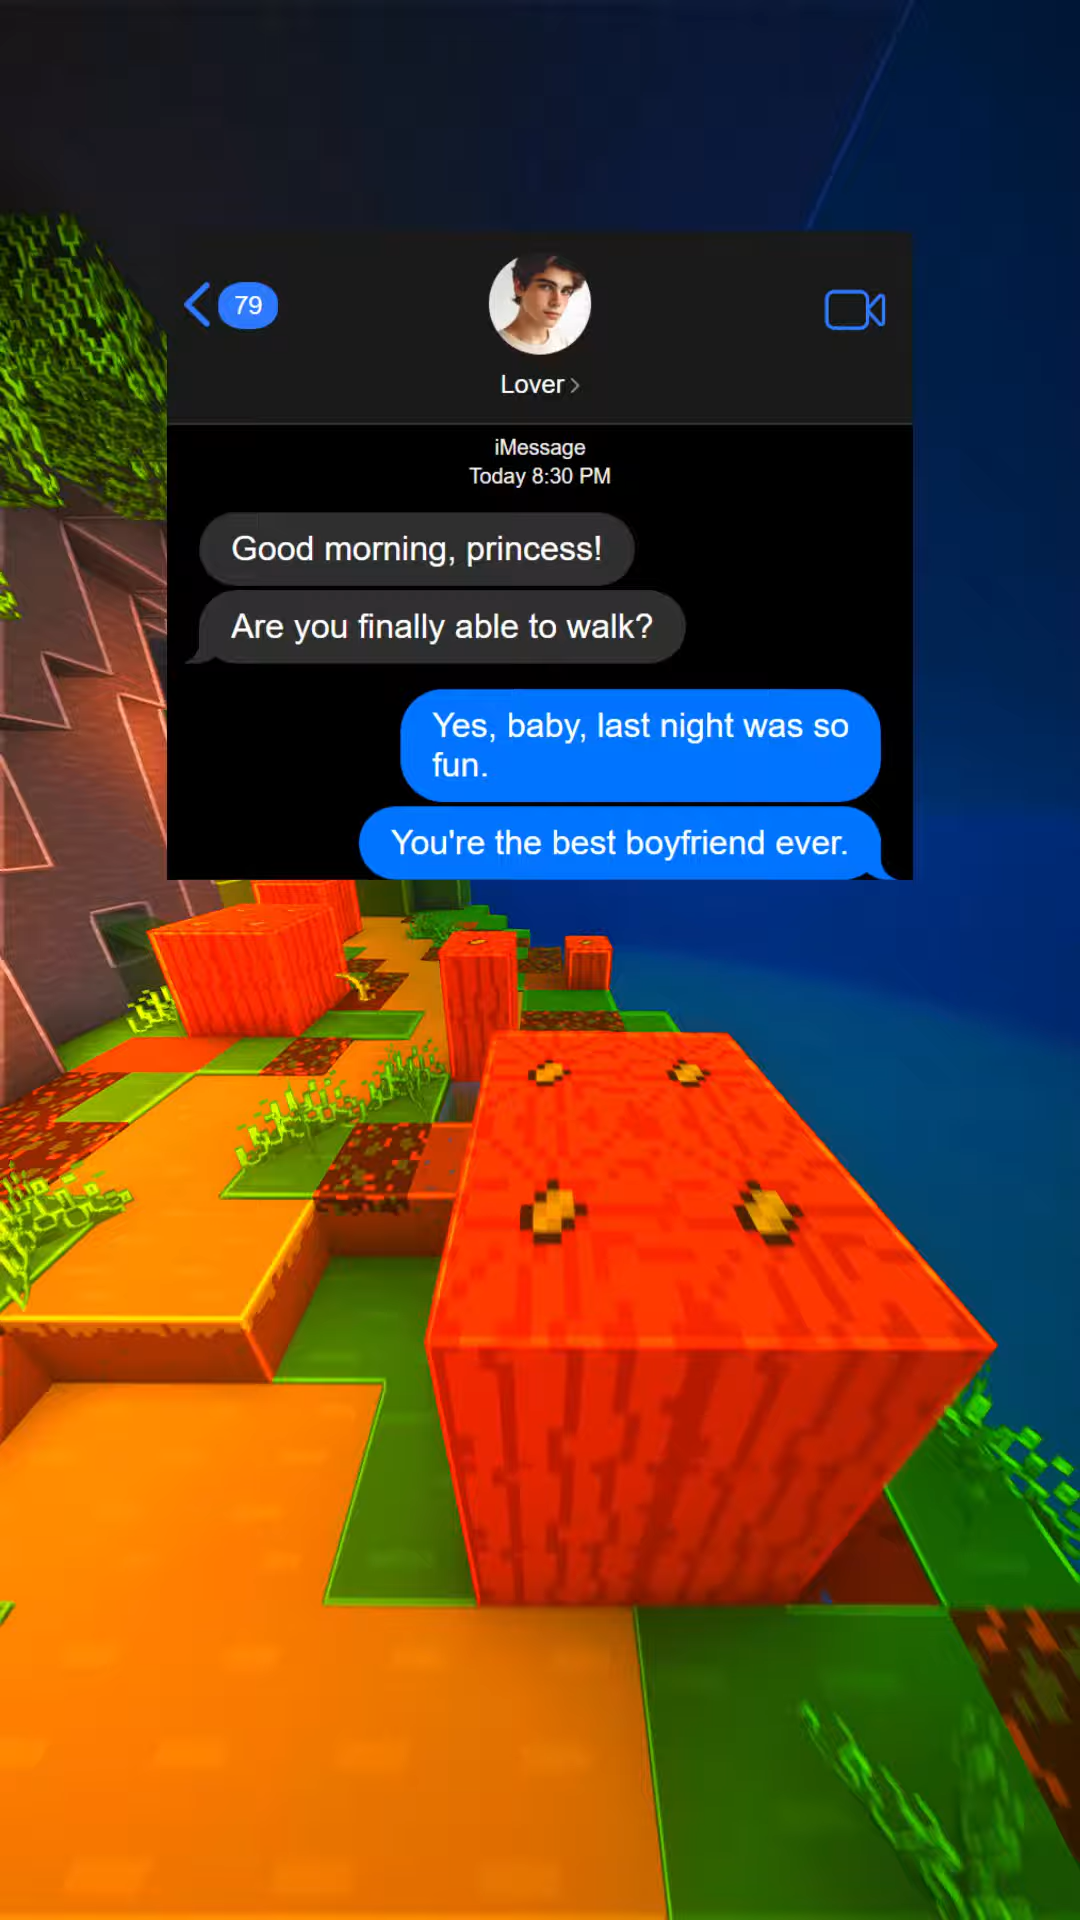 79
Lover
iMessage
Today 8:30 PM
Good morning, princess!
Are you finally able to walk?
Yes, baby, last night was so
fun.
You're the best boyfriend ever.